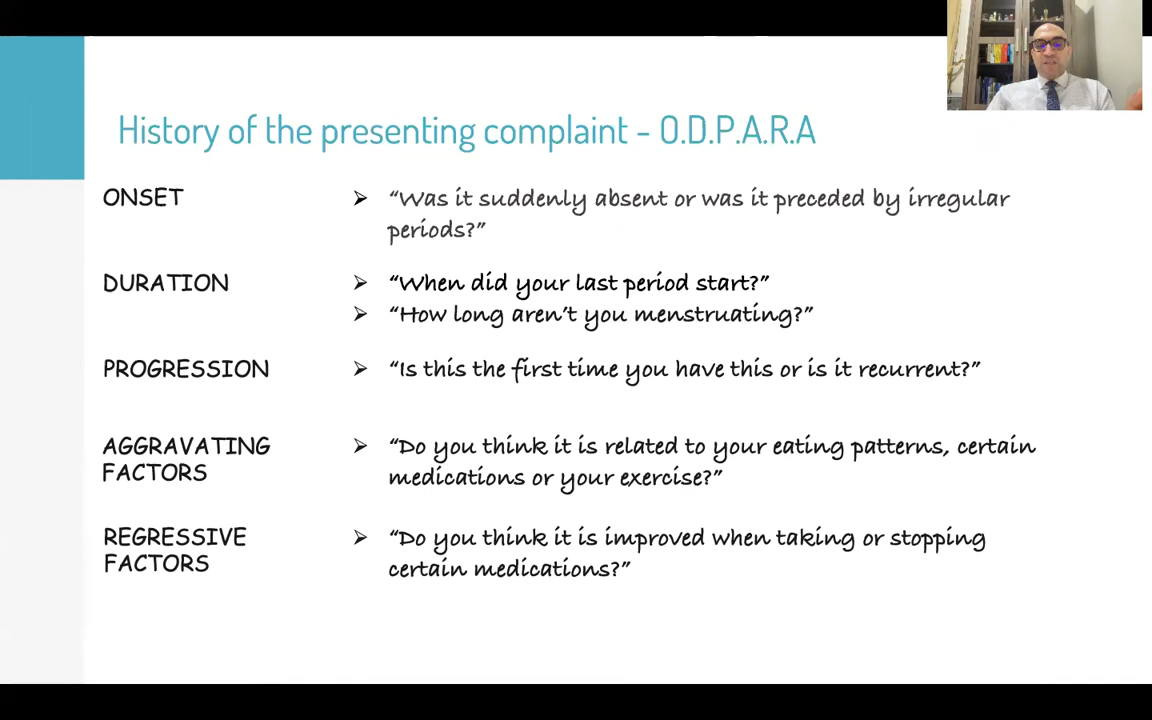 History of the presenting complaint - O.D.P.A.R.A
ONSET
➢ “Was it suddenly absent or was it preceded by irregular
periods?”
DURATION
➢ “When did your last period start?”
➢ “How long aren’t you menstruating?”
PROGRESSION
➢ “Is this the first time you have this or is it recurrent?”
AGGRAVATING
FACTORS
➢ “Do you think it is related to your eating patterns, certain
medications or your exercise?”
REGRESSIVE
FACTORS
➢ “Do you think it is improved when taking or stopping
certain medications?”